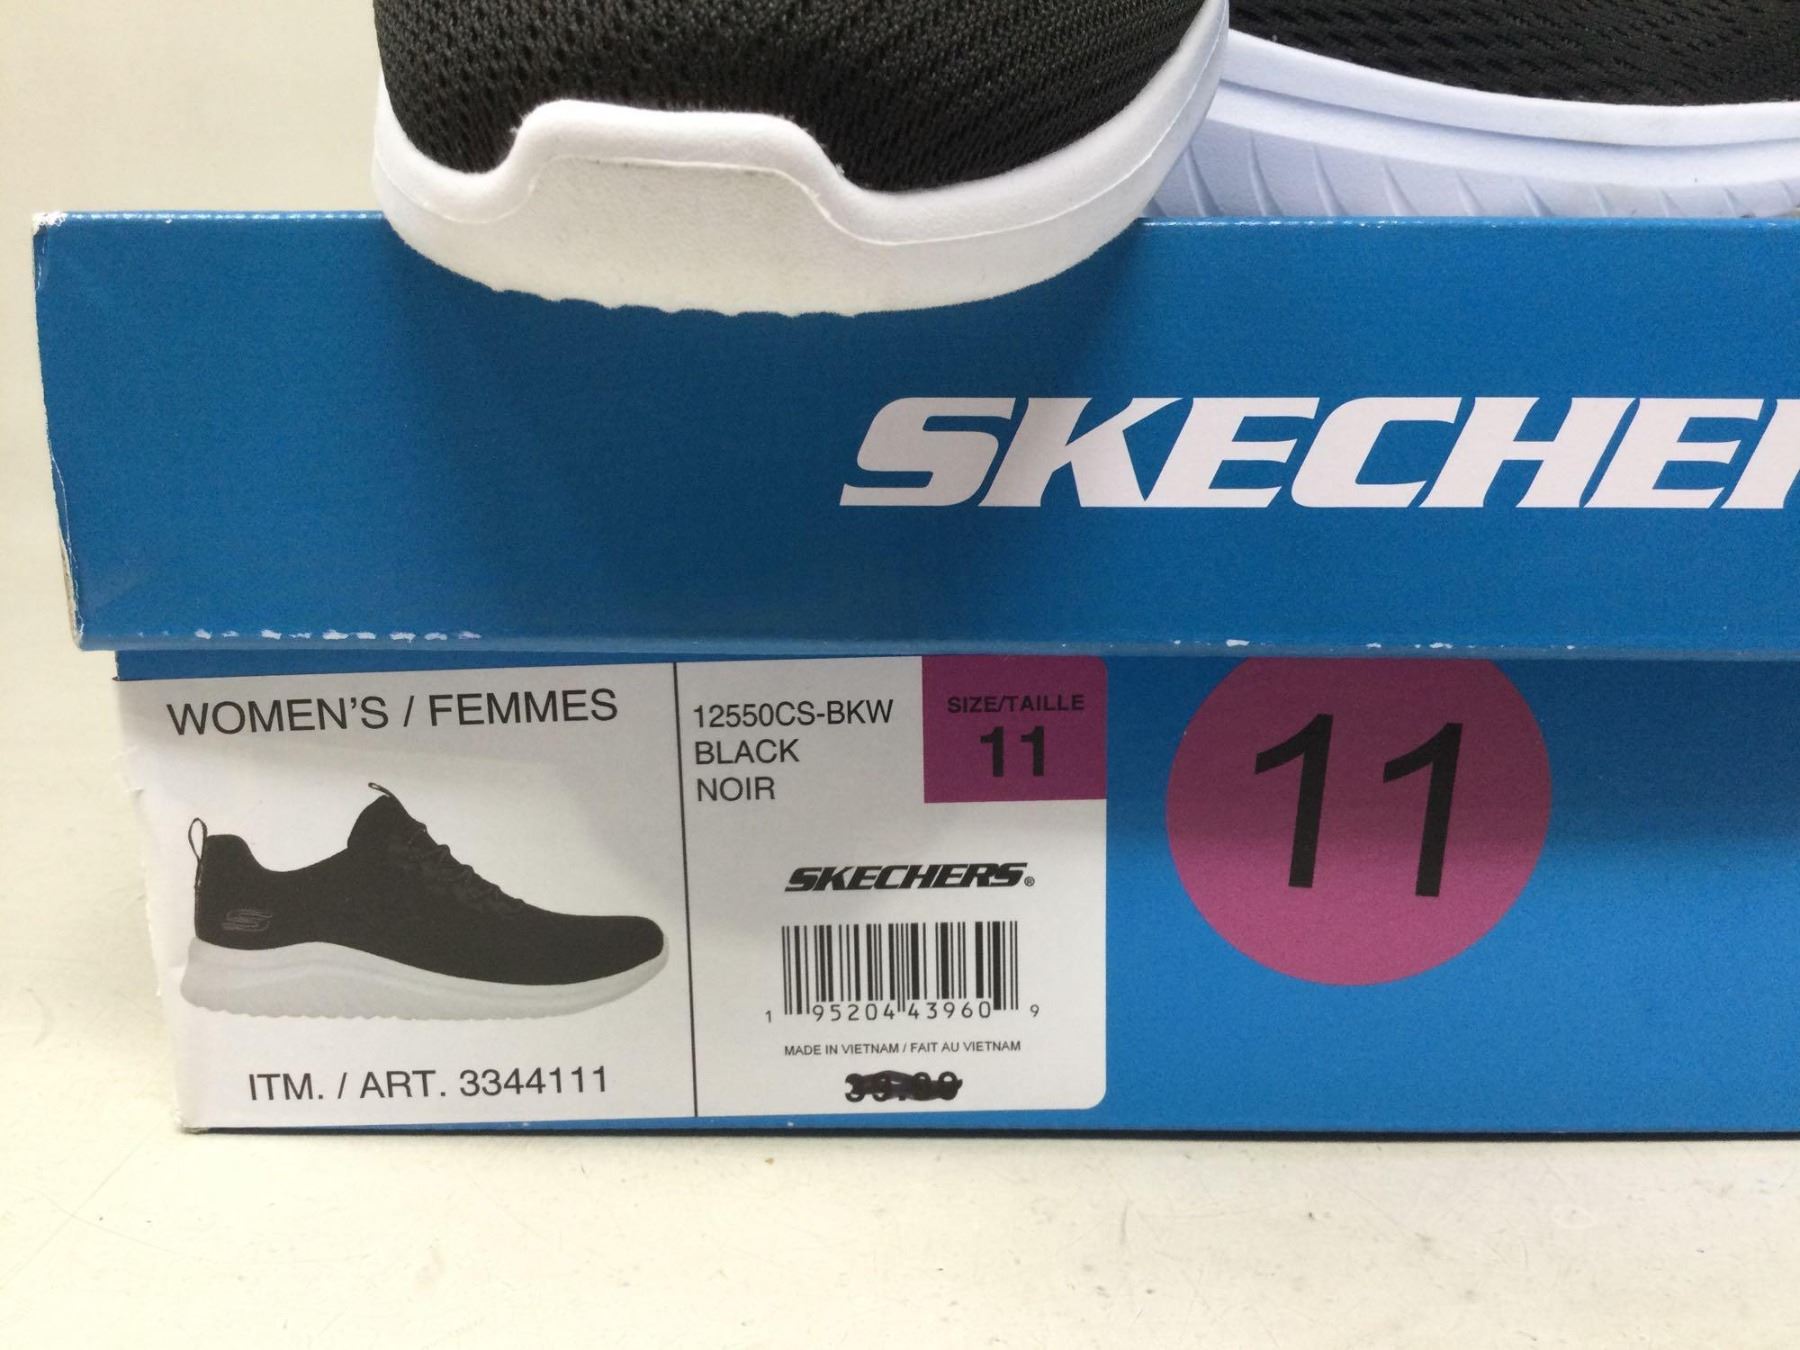 SKECHE
WOMEN'S / FEMMES
12550CS-BKW
BLACK
NOIR
SIZE/TAILLE
11
11
SKECHERS®
1 95204 43960 9
MADE IN VIETNAM / FAIT AU VIETNAM
ITM. / ART. 3344111